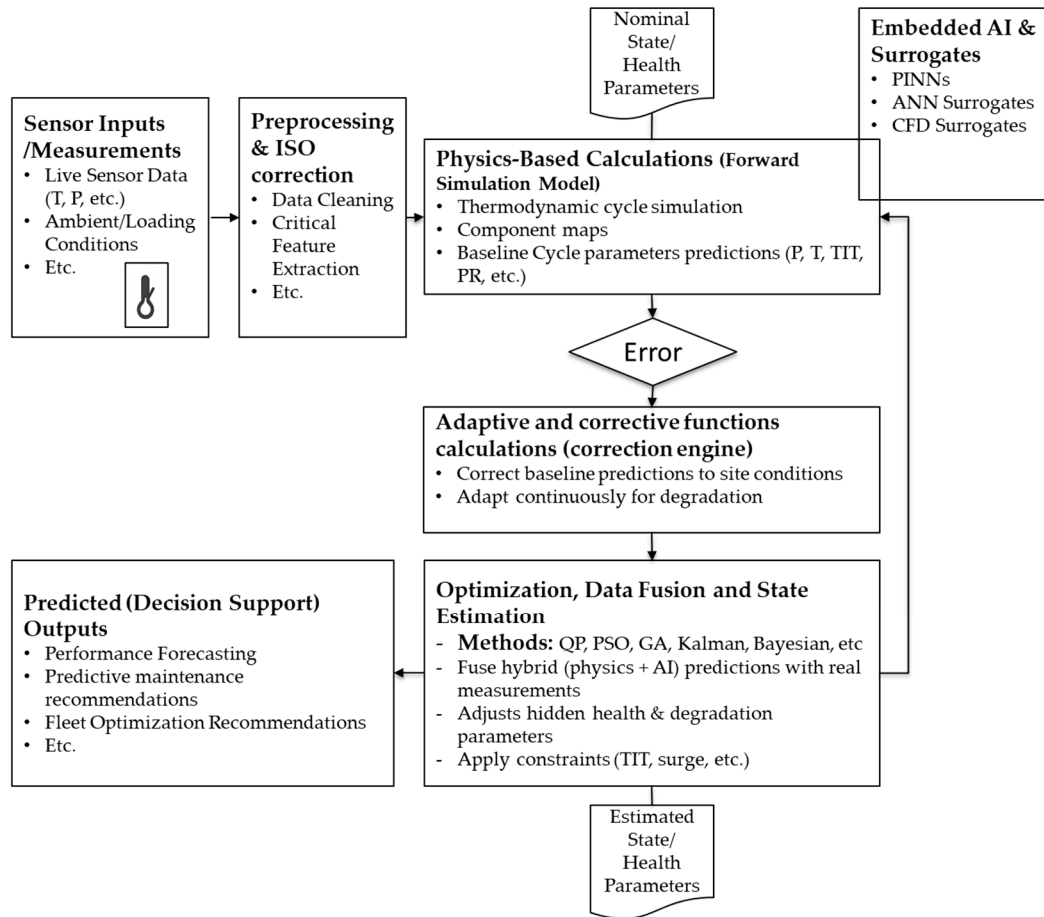 Nominal
State/
Health
Parameters
Embedded AI &
Surrogates
• PINNs
• ANN Surrogates
• CFD Surrogates
Sensor Inputs
/Measurements
• Live Sensor Data
(T, P, etc.)
• Ambient/Loading
Conditions
• Etc.
Preprocessing
& ISO
correction
• Data Cleaning
• Critical
Feature
Extraction
• Etc.
Physics-Based Calculations (Forward
Simulation Model)
• Thermodynamic cycle simulation
• Component maps
• Baseline Cycle parameters predictions (P, T, TIT,
PR, etc.)
Error
Adaptive and corrective functions
calculations (correction engine)
• Correct baseline predictions to site conditions
• Adapt continuously for degradation
Optimization, Data Fusion and State
Estimation
- Methods: QP, PSO, GA, Kalman, Bayesian, etc
- Fuse hybrid (physics + AI) predictions with real
measurements
- Adjusts hidden health & degradation
parameters
- Apply constraints (TIT, surge, etc.)
Predicted (Decision Support)
Outputs
• Performance Forecasting
• Predictive maintenance
recommendations
• Fleet Optimization Recommendations
• Etc.
Estimated
State/
Health
Parameters